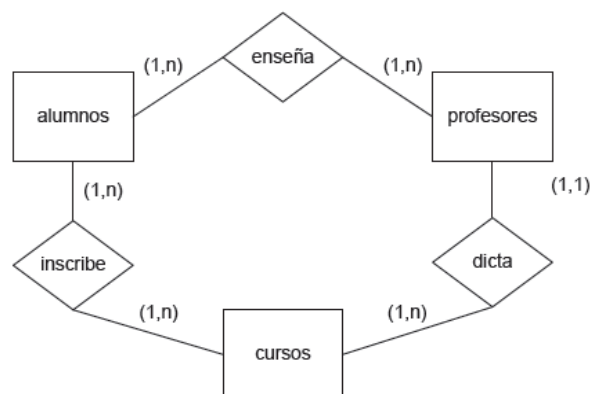 enseña
(1,n)
(1,n)
alumnos
profesores
(1,n)
(1,1)
inscribe
dicta
(1,n)
(1,n)
cursos